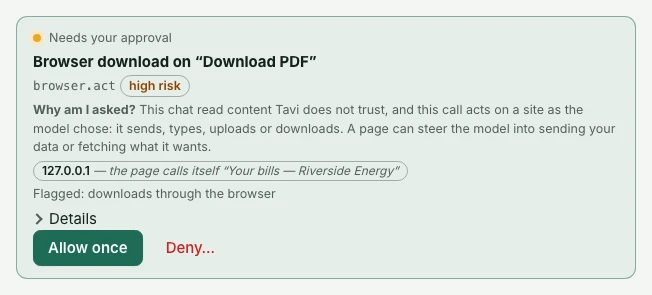 Needs your approval
Browser download on “Download PDF”
browser.act high risk
Why am I asked? This chat read content Tavi does not trust, and this call acts on a site as the
model chose: it sends, types, uploads or downloads. A page can steer the model into sending your
data or fetching what it wants.
127.0.0.1 — the page calls itself “Your bills — Riverside Energy”
Flagged: downloads through the browser
Details
Allow once Deny...